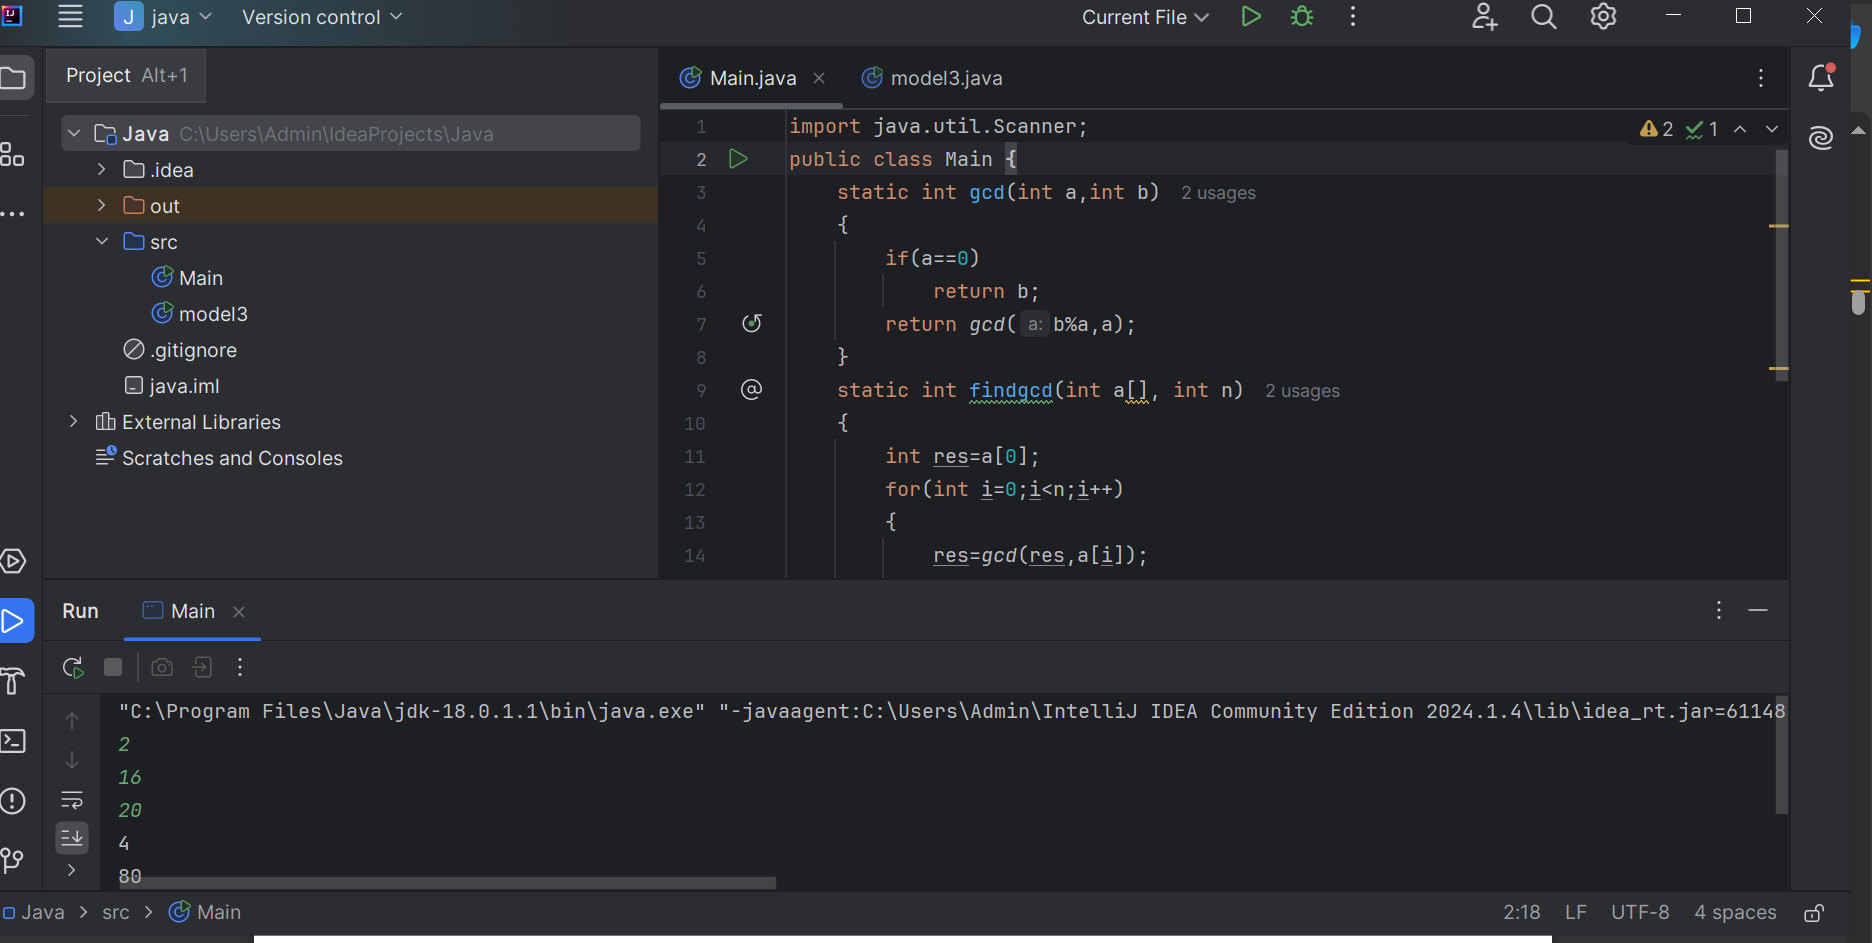 J java Version control Current File
Project Alt+1
Main.java model3.java
Java C:\Users\Admin\IdeaProjects\Java
.idea
out
src
Main
model3
.gitignore
java.iml
External Libraries
Scratches and Consoles
2 1
1 import java.util.Scanner;
2 public class Main {
3 static int gcd(int a,int b) 2 usages
4 {
5 if(a==0)
6 return b;
7 return gcd( a: b%a,a);
8 }
9 static int findgcd(int a[], int n) 2 usages
10 {
11 int res=a[0];
12 for(int i=0;i<n;i++)
13 {
14 res=gcd(res,a[i]);
Run Main
"C:\Program Files\Java\jdk-18.0.1.1\bin\java.exe" "-javaagent:C:\Users\Admin\IntelliJ IDEA Community Edition 2024.1.4\lib\idea_rt.jar=61148
2
16
20
4
80
Java > src > Main 2:18 LF UTF-8 4 spaces